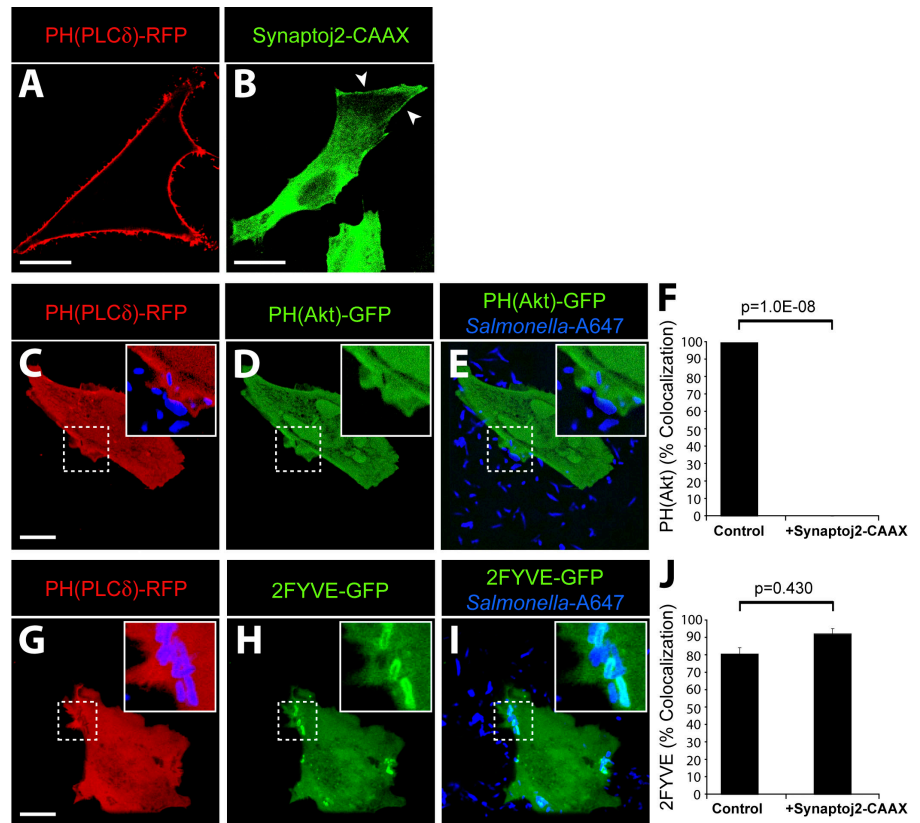 PH(PLCδ)-RFP
Synaptoj2-CAAX
A
B
PH(PLCδ)-RFP
PH(Akt)-GFP
PH(Akt)-GFP
Salmonella-A647
C
D
E
F
p=1.0E-08
PH(Akt) (% Colocalization)
100
90
80
70
60
50
40
30
20
10
0
Control
+Synaptoj2-CAAX
PH(PLCδ)-RFP
2FYVE-GFP
2FYVE-GFP
Salmonella-A647
G
H
I
J
p=0.430
2FYVE (% Colocalization)
100
90
80
70
60
50
40
30
20
10
0
Control
+Synaptoj2-CAAX